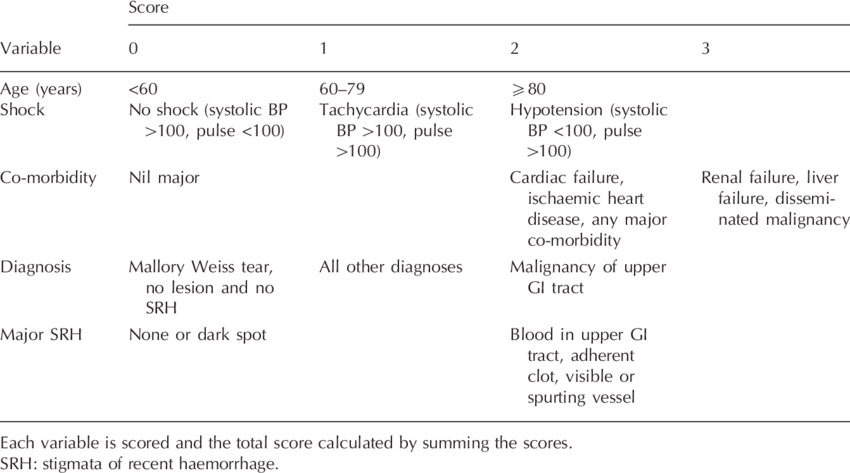 Score
Variable 0 1 2 3
Age (years) <60 60–79 ⩾80
Shock No shock (systolic BP Tachycardia (systolic Hypotension (systolic
>100, pulse <100) BP >100, pulse BP <100, pulse
>100) >100)
Co-morbidity Nil major Cardiac failure, Renal failure, liver
ischaemic heart failure, dissemi-
disease, any major nated malignancy
co-morbidity
Diagnosis Mallory Weiss tear, All other diagnoses Malignancy of upper
no lesion and no GI tract
SRH
Major SRH None or dark spot Blood in upper GI
tract, adherent
clot, visible or
spurting vessel
Each variable is scored and the total score calculated by summing the scores.
SRH: stigmata of recent haemorrhage.